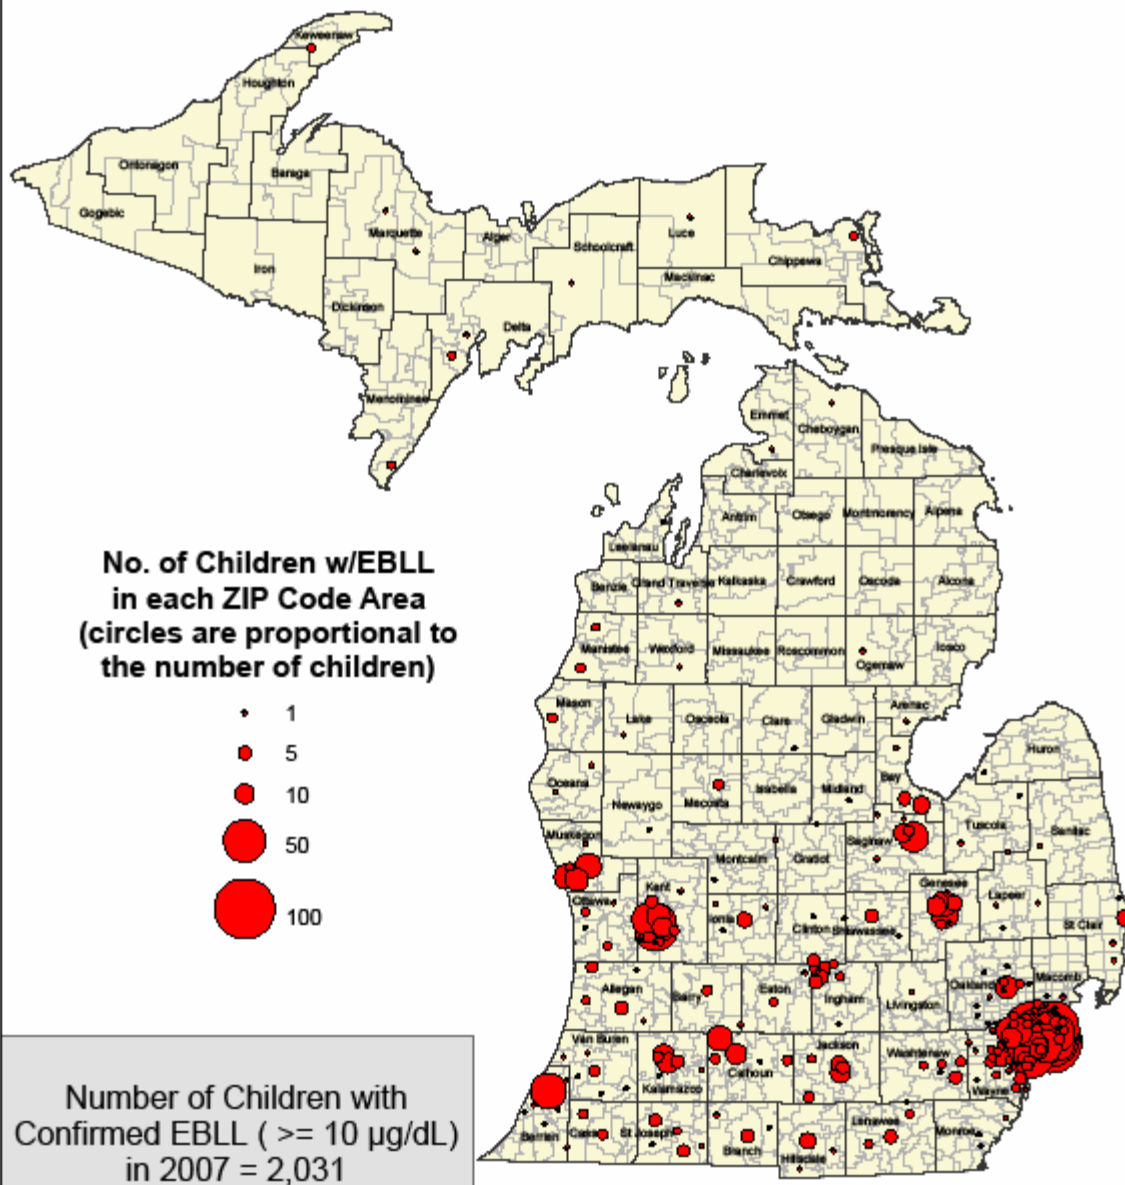 Keweenaw
Houghton
Ontonagon
Baraga
Gogebic
Marquette
Alger
Luce
Schoolcraft
Chippewa
Iron
Mackinac
Dickinson
Delta
Menominee
Emmet
Cheboygan
Presque Isle
Charlevoix
Antrim
Otsego
Montmorency
Alpena
Leelanau
No. of Children w/EBLL
in each ZIP Code Area
(circles are proportional to
the number of children)
1
5
10
50
100
Benzie
Grand Traverse
Kalkaska
Crawford
Oscoda
Alcona
Manistee
Wexford
Missaukee
Roscommon
Ogemaw
Iosco
Mason
Lake
Osceola
Clare
Gladwin
Arenac
Huron
Oceana
Newaygo
Mecosta
Isabella
Midland
Bay
Muskegon
Montcalm
Gratiot
Saginaw
Tuscola
Sanilac
Kent
Genesee
Lapeer
Ottawa
Ionia
Clinton
Shiawassee
St Clair
Allegan
Barry
Eaton
Ingham
Livingston
Oakland
Macomb
Van Buren
Kalamazoo
Calhoun
Jackson
Washtenaw
Wayne
Berrien
Cass
St Joseph
Branch
Hillsdale
Lenawee
Monroe
Number of Children with
Confirmed EBLL ( >= 10 µg/dL)
in 2007 = 2,031